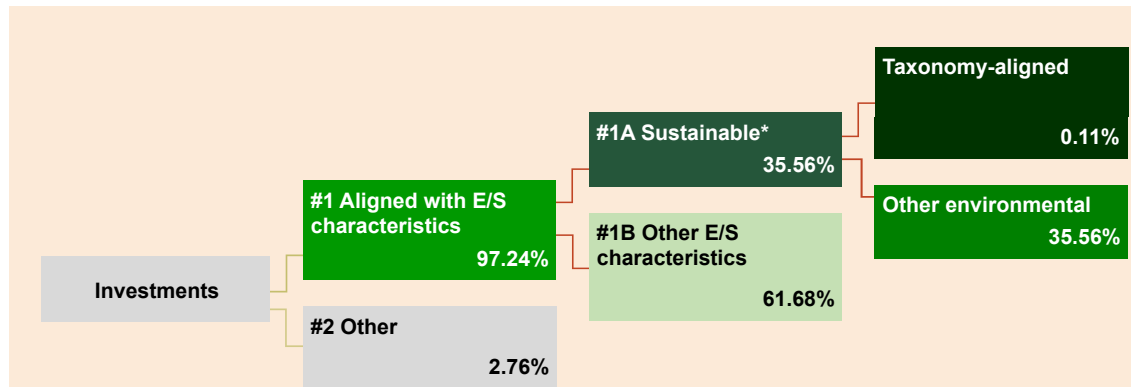 Investments
#1 Aligned with E/S
characteristics
97.24%
#2 Other
2.76%
#1A Sustainable*
35.56%
#1B Other E/S
characteristics
61.68%
Taxonomy-aligned
0.11%
Other environmental
35.56%